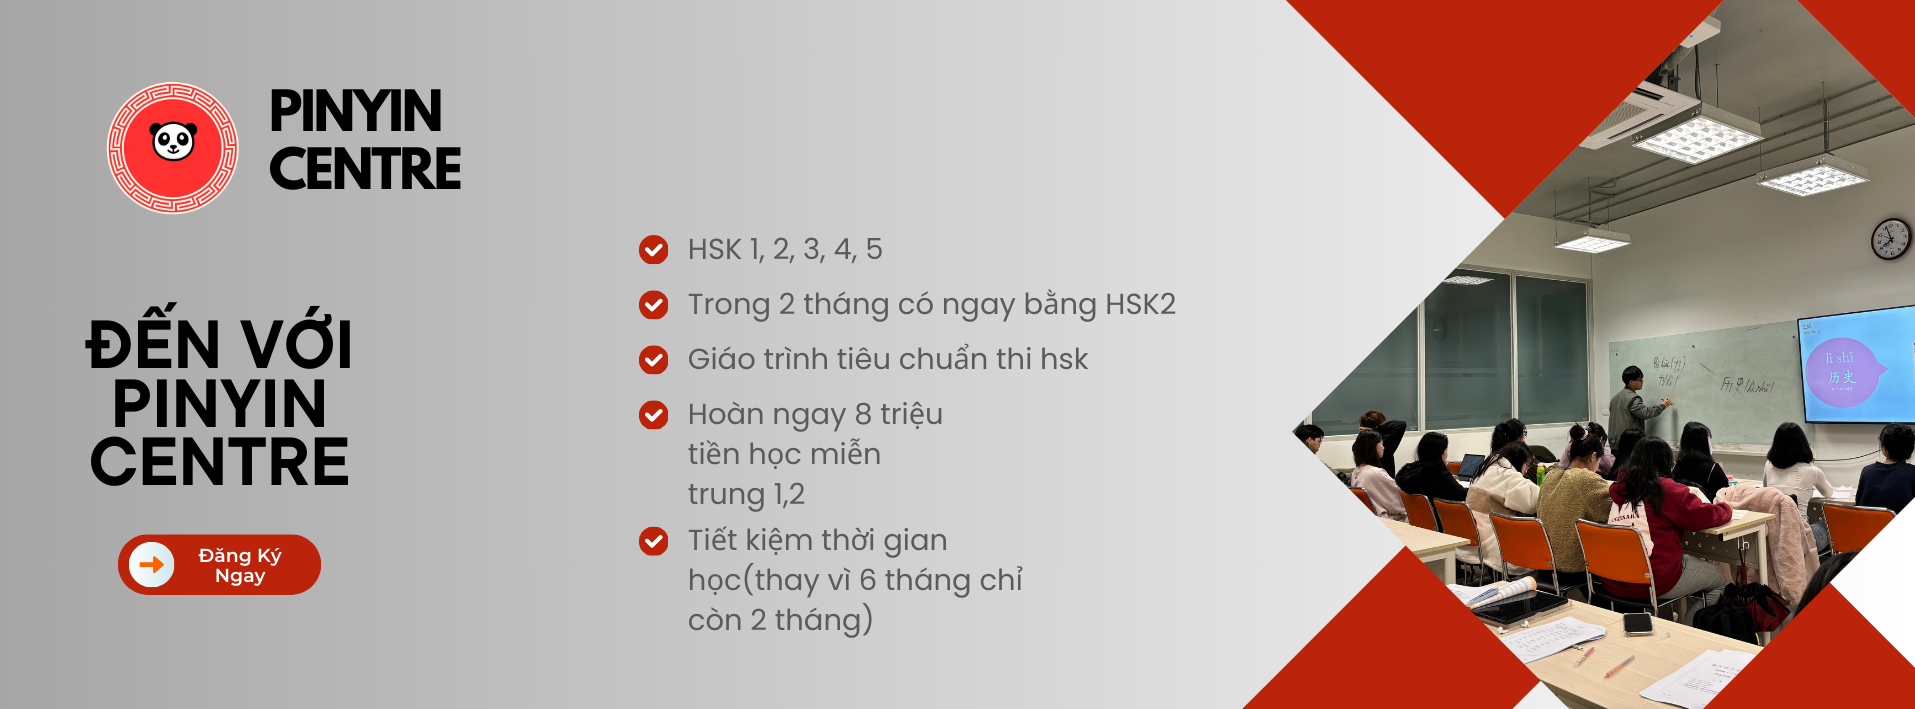 PINYIN
CENTRE
ĐẾN VỚI
PINYIN
CENTRE
Đăng Ký
Ngay
HSK 1, 2, 3, 4, 5
Trong 2 tháng có ngay bằng HSK2
Giáo trình tiêu chuẩn thi hsk
Hoàn ngay 8 triệu
tiền học miễn
trung 1,2
Tiết kiệm thời gian
học(thay vì 6 tháng chỉ
còn 2 tháng)
lì shǐ
历史